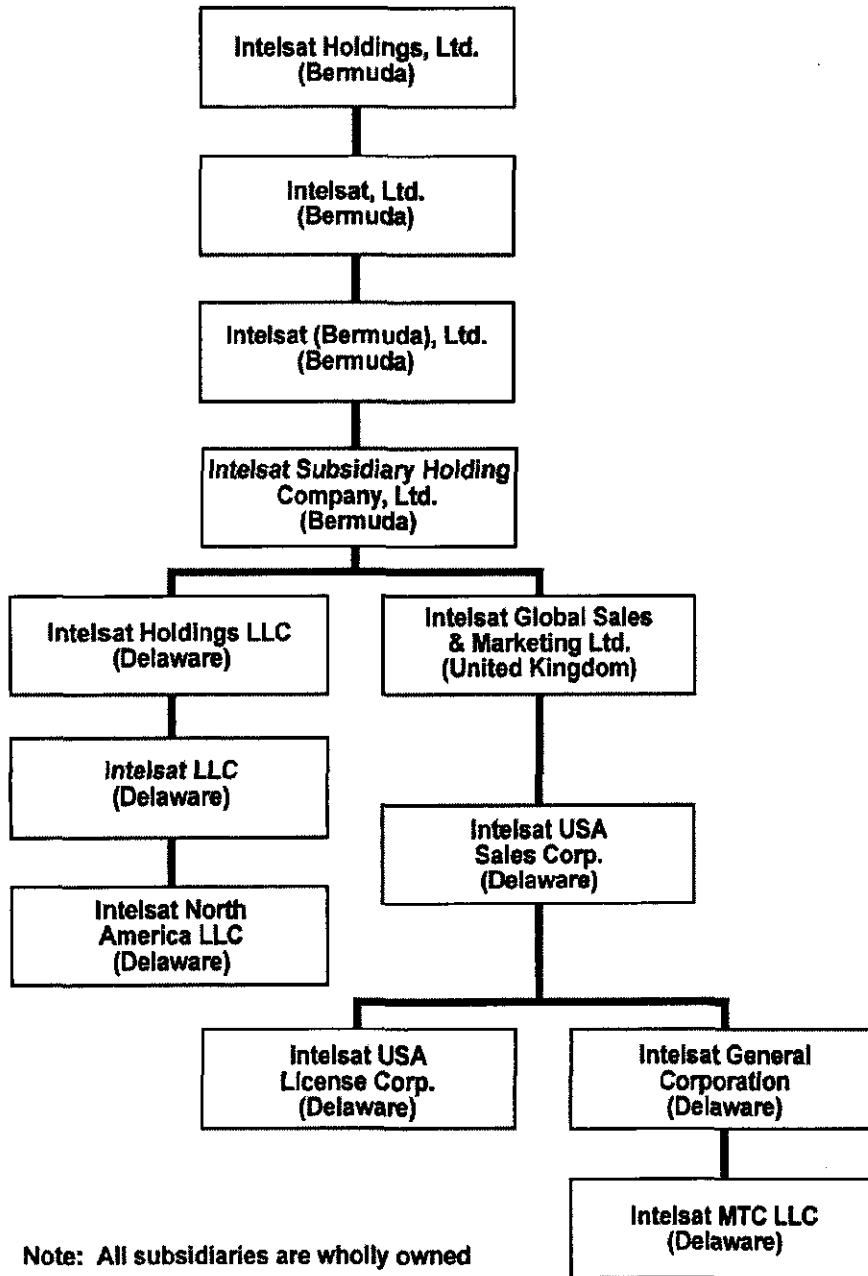 Intelsat Holdings, Ltd.
(Bermuda)
Intelsat, Ltd.
(Bermuda)
Intelsat (Bermuda), Ltd.
(Bermuda)
Intelsat Subsidiary Holding
Company, Ltd.
(Bermuda)
Intelsat Holdings LLC
(Delaware)
Intelsat Global Sales
& Marketing Ltd.
(United Kingdom)
Intelsat LLC
(Delaware)
Intelsat USA
Sales Corp.
(Delaware)
Intelsat North
America LLC
(Delaware)
Intelsat USA
License Corp.
(Delaware)
Intelsat General
Corporation
(Delaware)
Intelsat MTC LLC
(Delaware)
Note: All subsidiaries are wholly owned